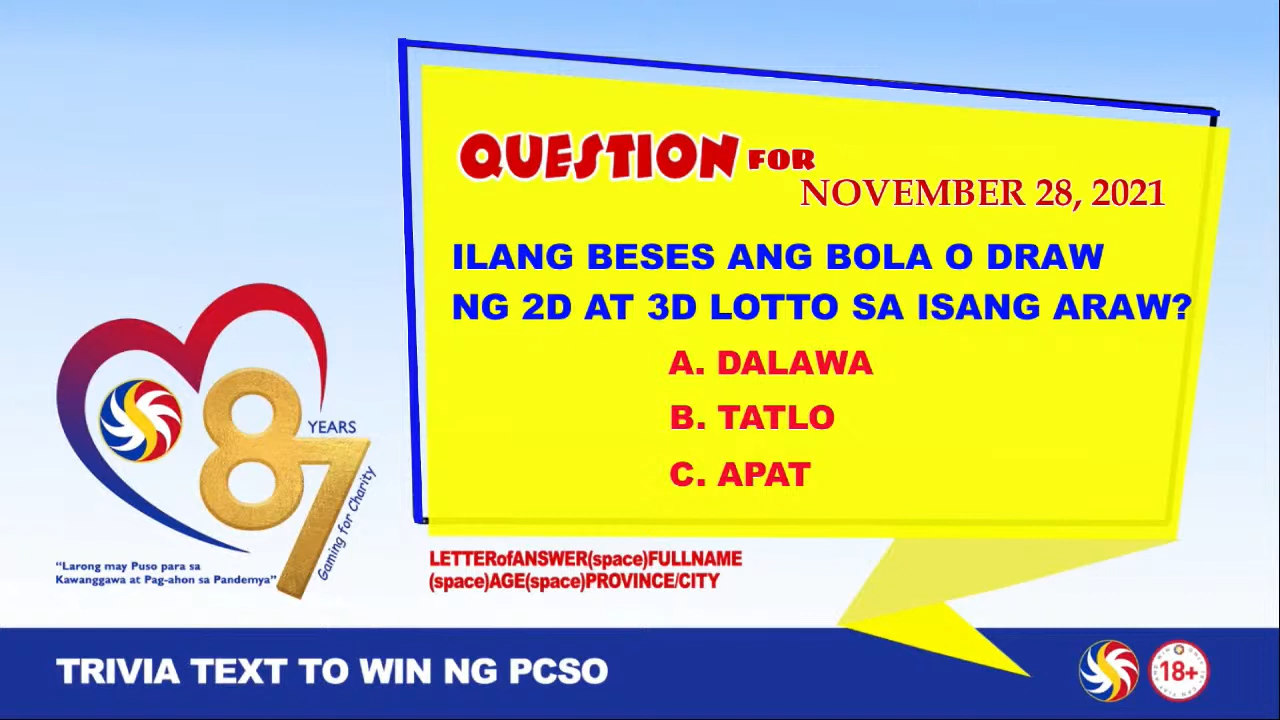 QUESTION FOR
NOVEMBER 28, 2021
ILANG BESES ANG BOLA O DRAW
NG 2D AT 3D LOTTO SA ISANG ARAW?
A. DALAWA
B. TATLO
C. APAT
87 YEARS
Gaming for Charity
"Larong may Puso para sa
Kawanggawa at Pag-ahon sa Pandemya"
LETTERofANSWER(space)FULLNAME
(space)AGE(space)PROVINCE/CITY
TRIVIA TEXT TO WIN NG PCSO
18+